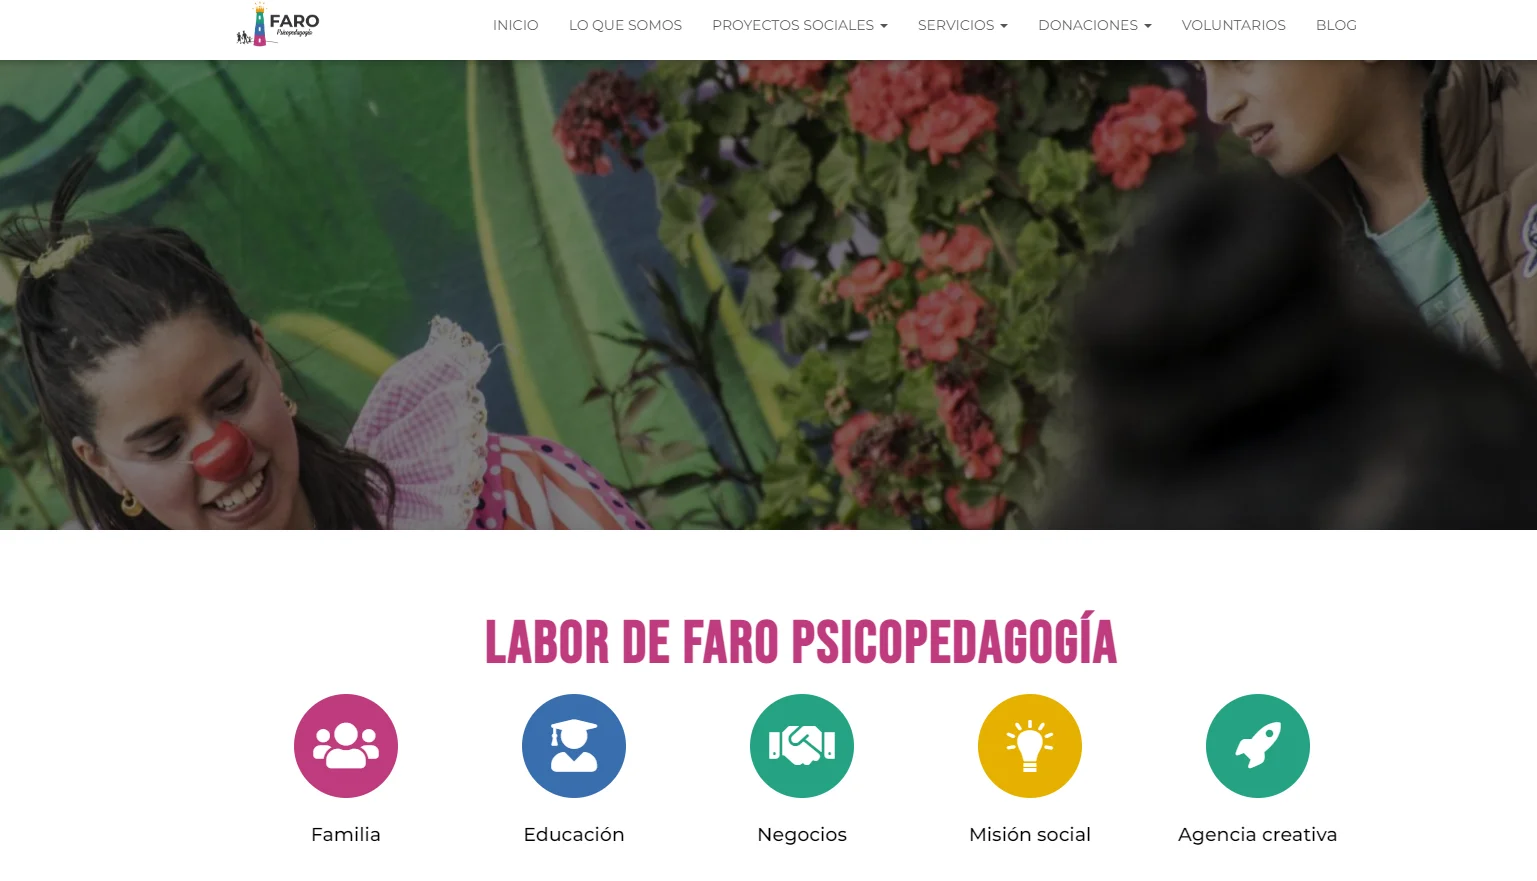 FARO
Psicopedagogía
INICIO LO QUE SOMOS PROYECTOS SOCIALES SERVICIOS DONACIONES VOLUNTARIOS BLOG
LABOR DE FARO PSICOPEDAGOGÍA
Familia Educación Negocios Misión social Agencia creativa